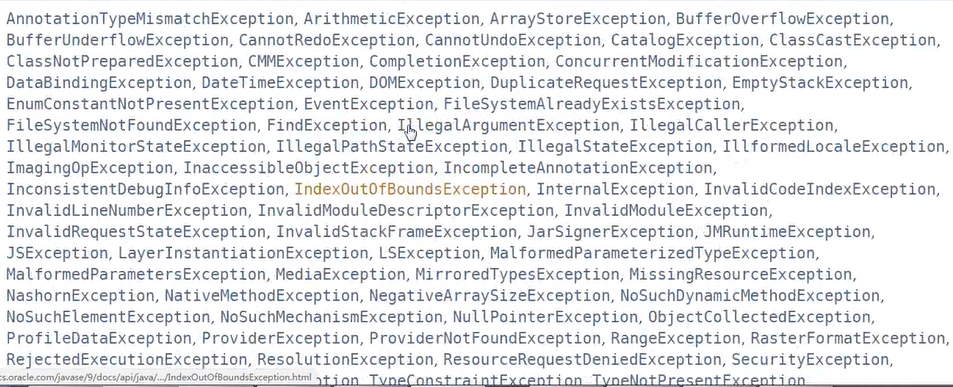 AnnotationTypeMismatchException, ArithmeticException, ArrayStoreException, BufferOverflowException,
BufferUnderflowException, CannotRedoException, CannotUndoException, CatalogException, ClassCastException,
ClassNotPreparedException, CMMException, CompletionException, ConcurrentModificationException,
DataBindingException, DateTimeException, DOMException, DuplicateRequestException, EmptyStackException,
EnumConstantNotPresentException, EventException, FileSystemAlreadyExistsException,
FileSystemNotFoundException, FindException, IllegalArgumentException, IllegalCallerException,
IllegalMonitorStateException, IllegalPathStateException, IllegalStateException, IllformedLocaleException,
ImagingOpException, InaccessibleObjectException, IncompleteAnnotationException,
InconsistentDebugInfoException, IndexOutOfBoundsException, InternalException, InvalidCodeIndexException,
InvalidLineNumberException, InvalidModuleDescriptorException, InvalidModuleException,
InvalidRequestStateException, InvalidStackFrameException, JarSignerException, JMRuntimeException,
JSException, LayerInstantiationException, LSException, MalformedParameterizedTypeException,
MalformedParametersException, MediaException, MirroredTypesException, MissingResourceException,
NashornException, NativeMethodException, NegativeArraySizeException, NoSuchDynamicMethodException,
NoSuchElementException, NoSuchMechanismException, NullPointerException, ObjectCollectedException,
ProfileDataException, ProviderException, ProviderNotFoundException, RangeException, RasterFormatException,
RejectedExecutionException, ResolutionException, ResourceRequestDeniedException, SecurityException,
cs.oracle.com/javase/9/docs/api/java/.../IndexOutOfBoundsException.html
TypeConstraintException, TypeNotPresentException